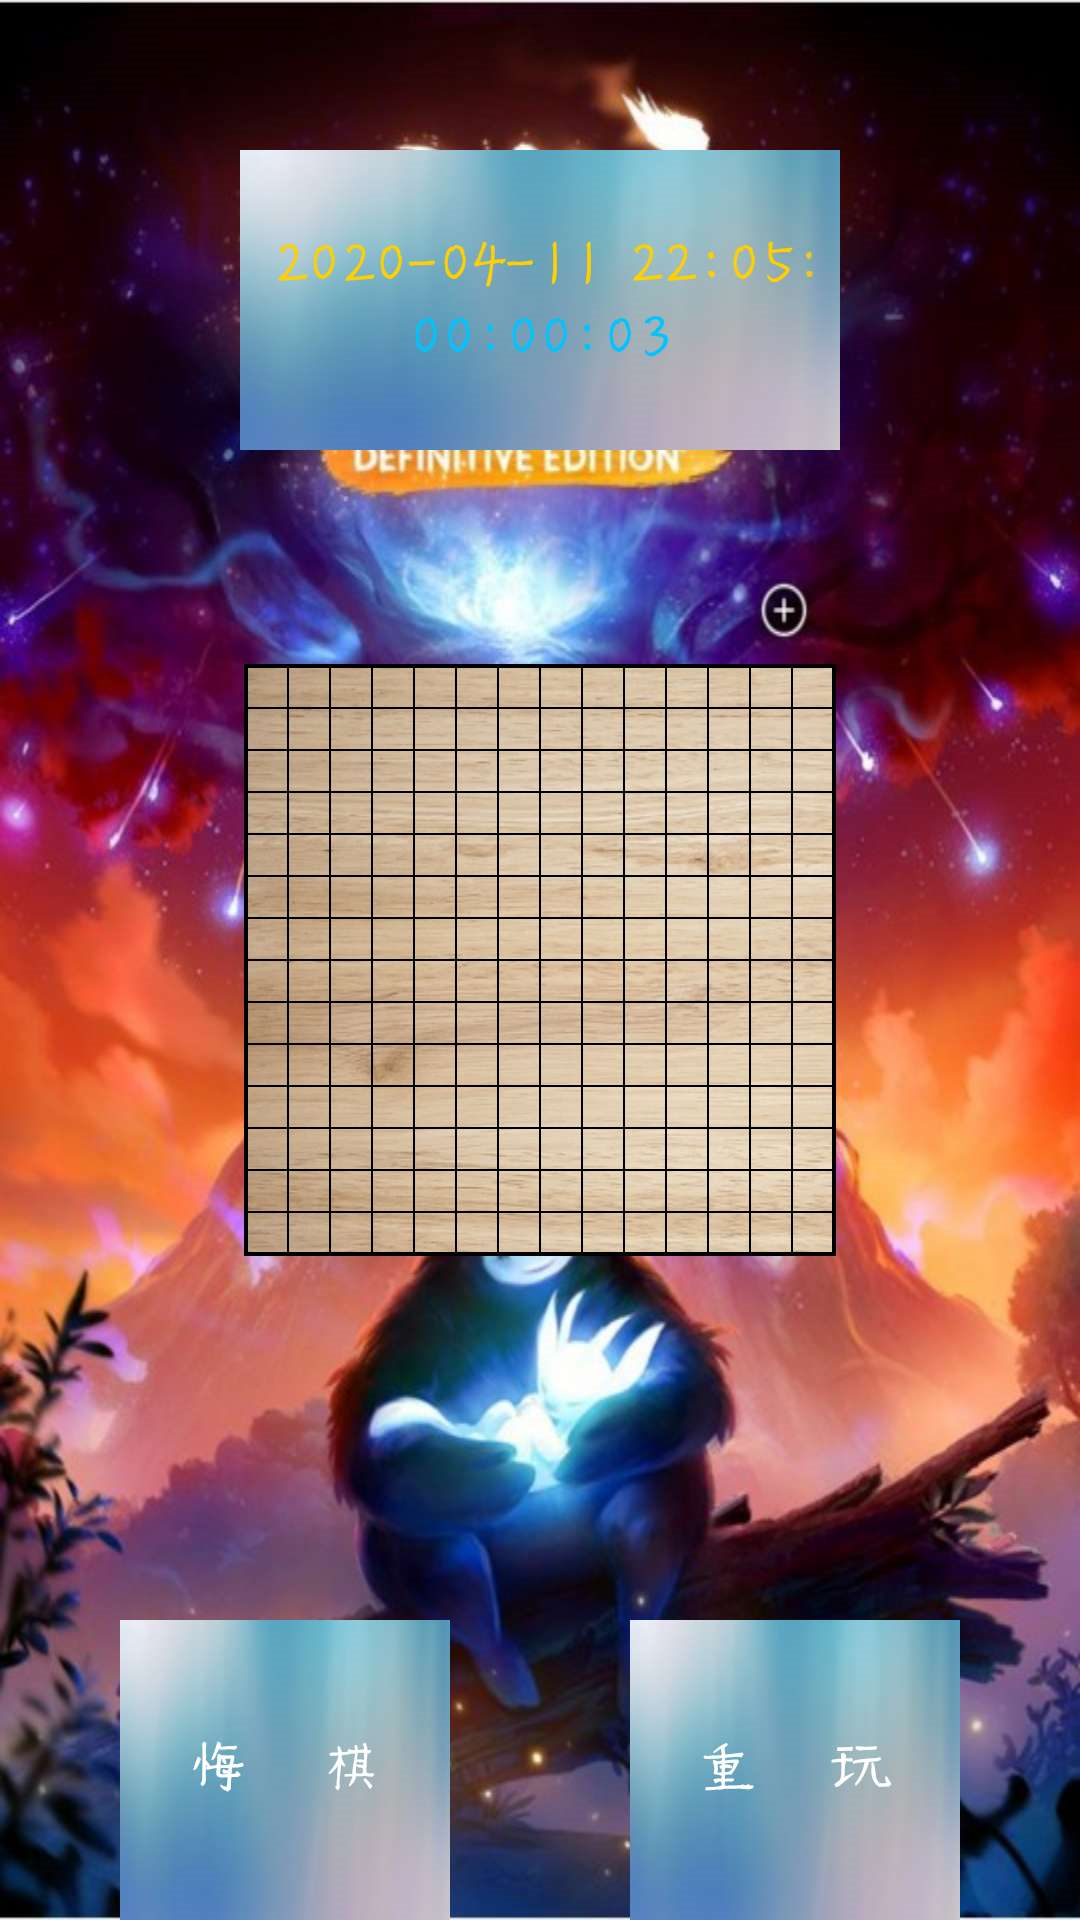 2020-04-11 22:05:
00:00:03
DEFINITIVE EDITION
悔 棋
重 玩